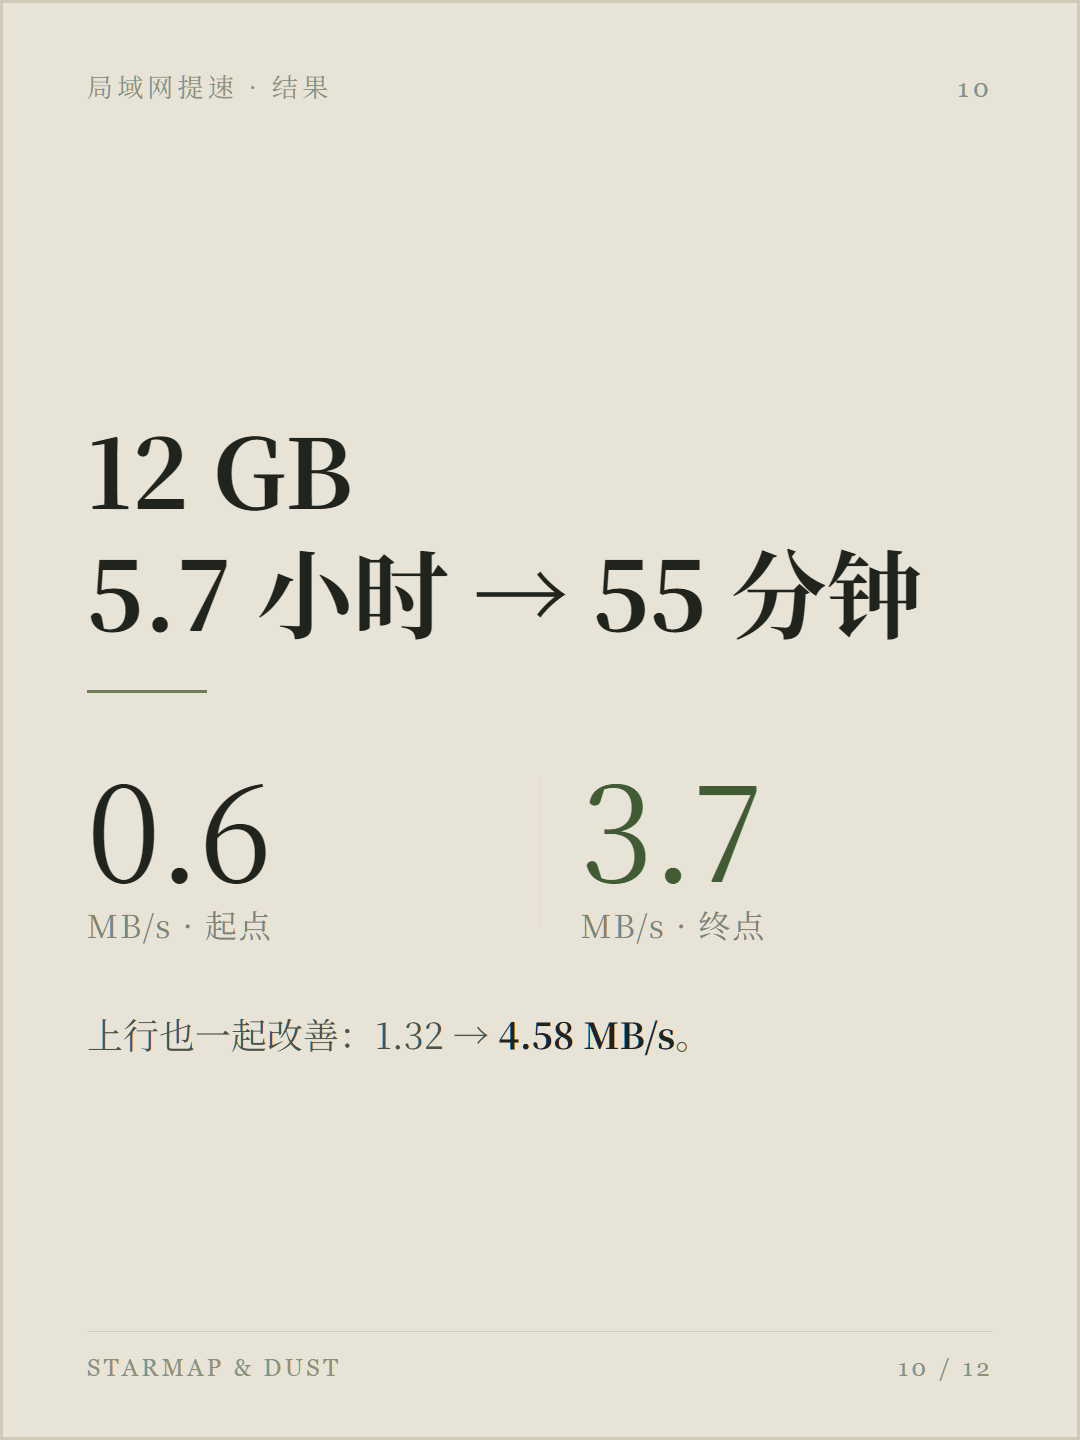 局域网提速 · 结果
10
12 GB
5.7 小时 → 55 分钟
0.6
MB/s · 起点
3.7
MB/s · 终点
上行也一起改善：1.32 → 4.58 MB/s。
STARMAP & DUST
10 / 12